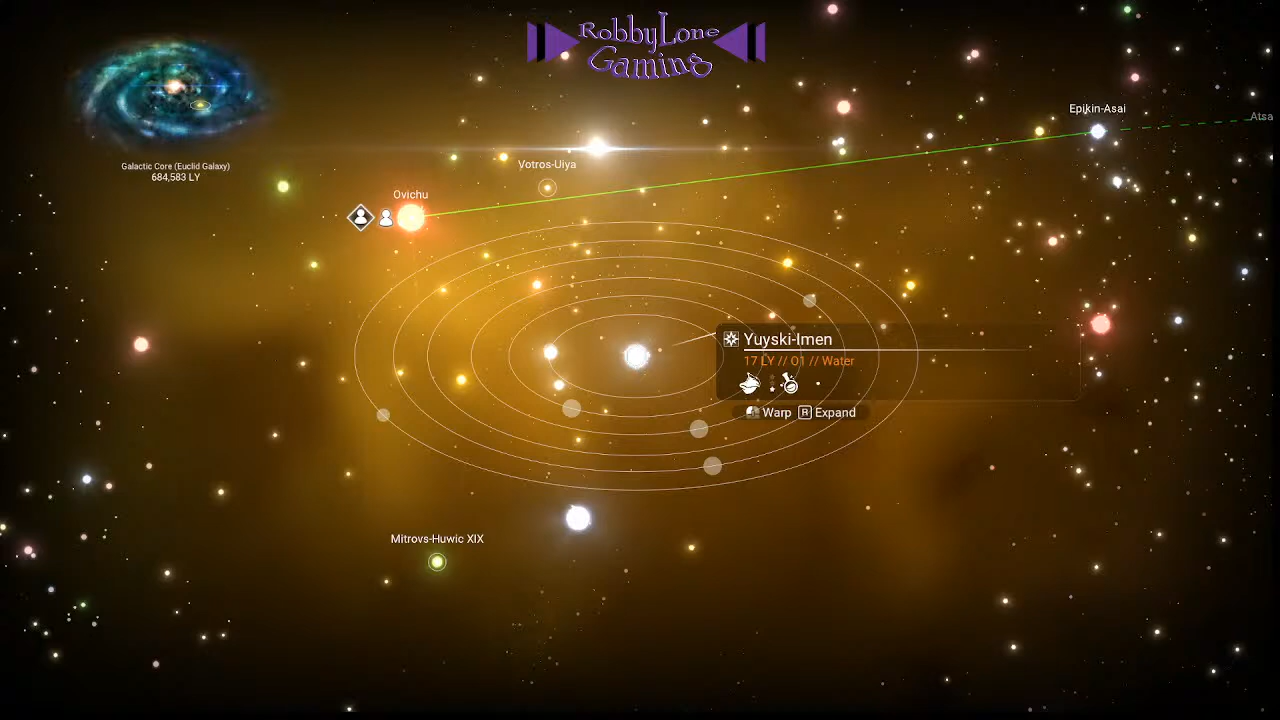 RobbyLone
Gaming
Epikin-Asai
Atsa
Galactic Core (Euclid Galaxy)
684,583 LY
Votros-Uiya
Ovichu
Yuyski-Imen
17 LY // O1 // Water
Warp R Expand
Mitrovs-Huwic XIX